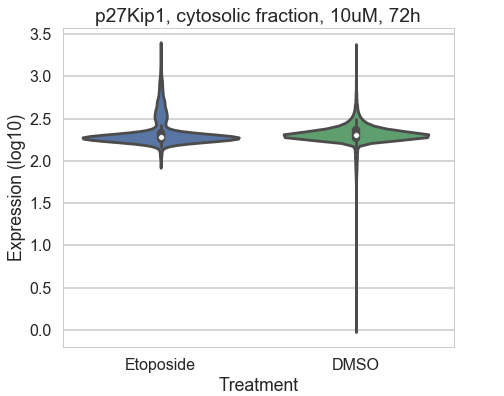 p27Kip1, cytosolic fraction, 10uM, 72h
3.5
3.0
2.5
2.0
1.5
1.0
0.5
0.0
Expression (log10)
Etoposide DMSO
Treatment